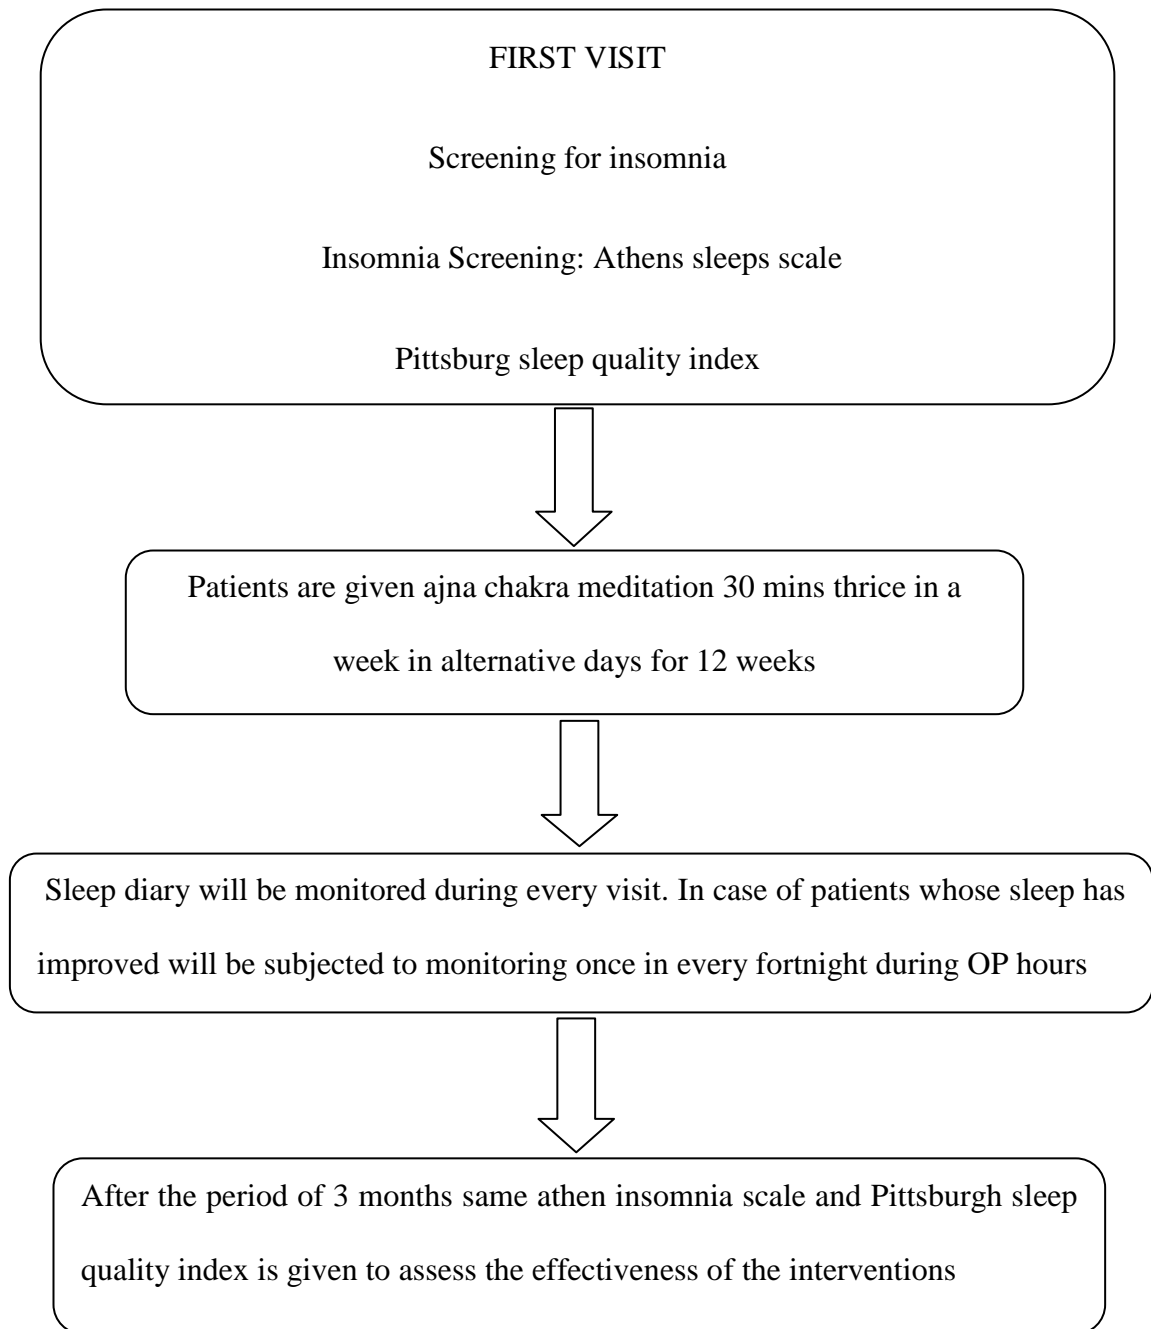 FIRST VISIT
Screening for insomnia
Insomnia Screening: Athens sleeps scale
Pittsburg sleep quality index
Patients are given ajna chakra meditation 30 mins thrice in a
week in alternative days for 12 weeks
Sleep diary will be monitored during every visit. In case of patients whose sleep has
improved will be subjected to monitoring once in every fortnight during OP hours
After the period of 3 months same athen insomnia scale and Pittsburgh sleep
quality index is given to assess the effectiveness of the interventions